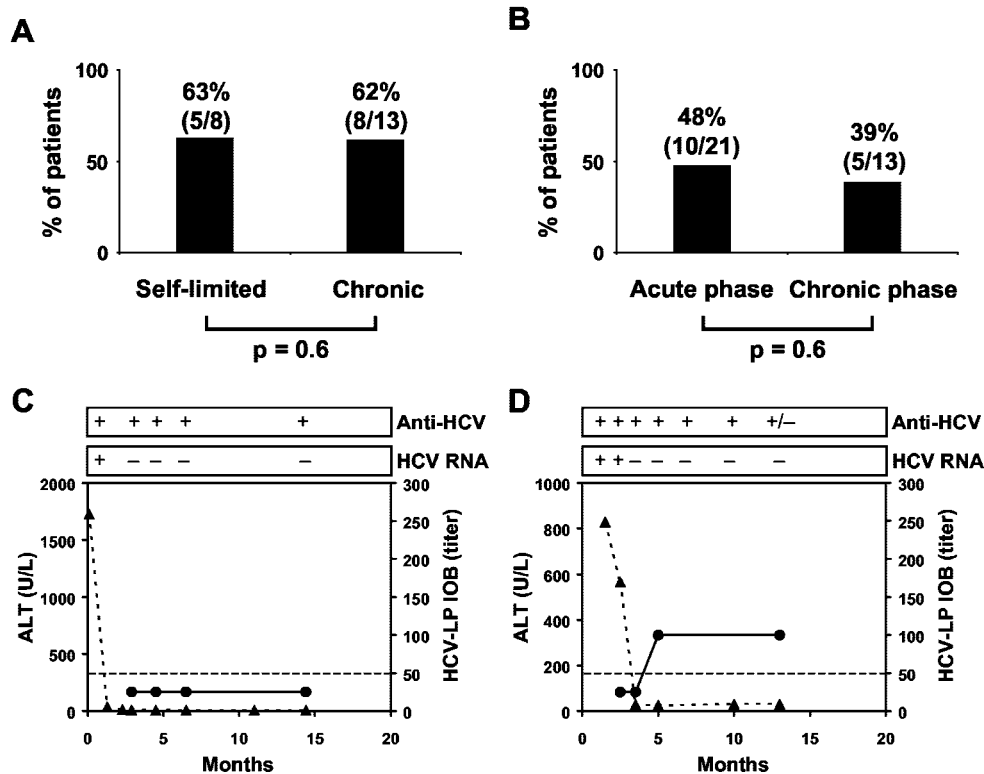 A
% of patients
100
50
0
63%
(5/8)
62%
(8/13)
Self-limited
Chronic
p = 0.6
B
% of patients
100
50
0
48%
(10/21)
39%
(5/13)
Acute phase
Chronic phase
p = 0.6
C
+ + + + +
Anti-HCV
+ – – – –
HCV RNA
ALT (U/L)
2000
1500
1000
500
0
300
250
200
150
100
50
0
HCV-LP IOB (titer)
0 5 10 15 20
Months
D
+ + + + + + +/–
Anti-HCV
+ + – – – – –
HCV RNA
ALT (U/L)
1000
800
600
400
200
0
300
250
200
150
100
50
0
HCV-LP IOB (titer)
0 5 10 15 20
Months